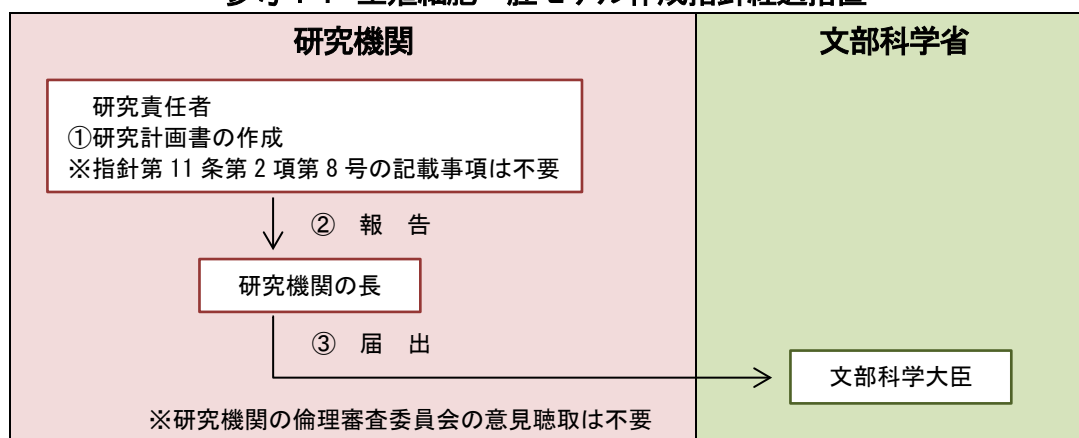 研究機関
文部科学省
研究責任者
①研究計画書の作成
※指針第 11 条第 2 項第 8 号の記載事項は不要
② 報 告
研究機関の長
③ 届 出
文部科学大臣
※研究機関の倫理審査委員会の意見聴取は不要